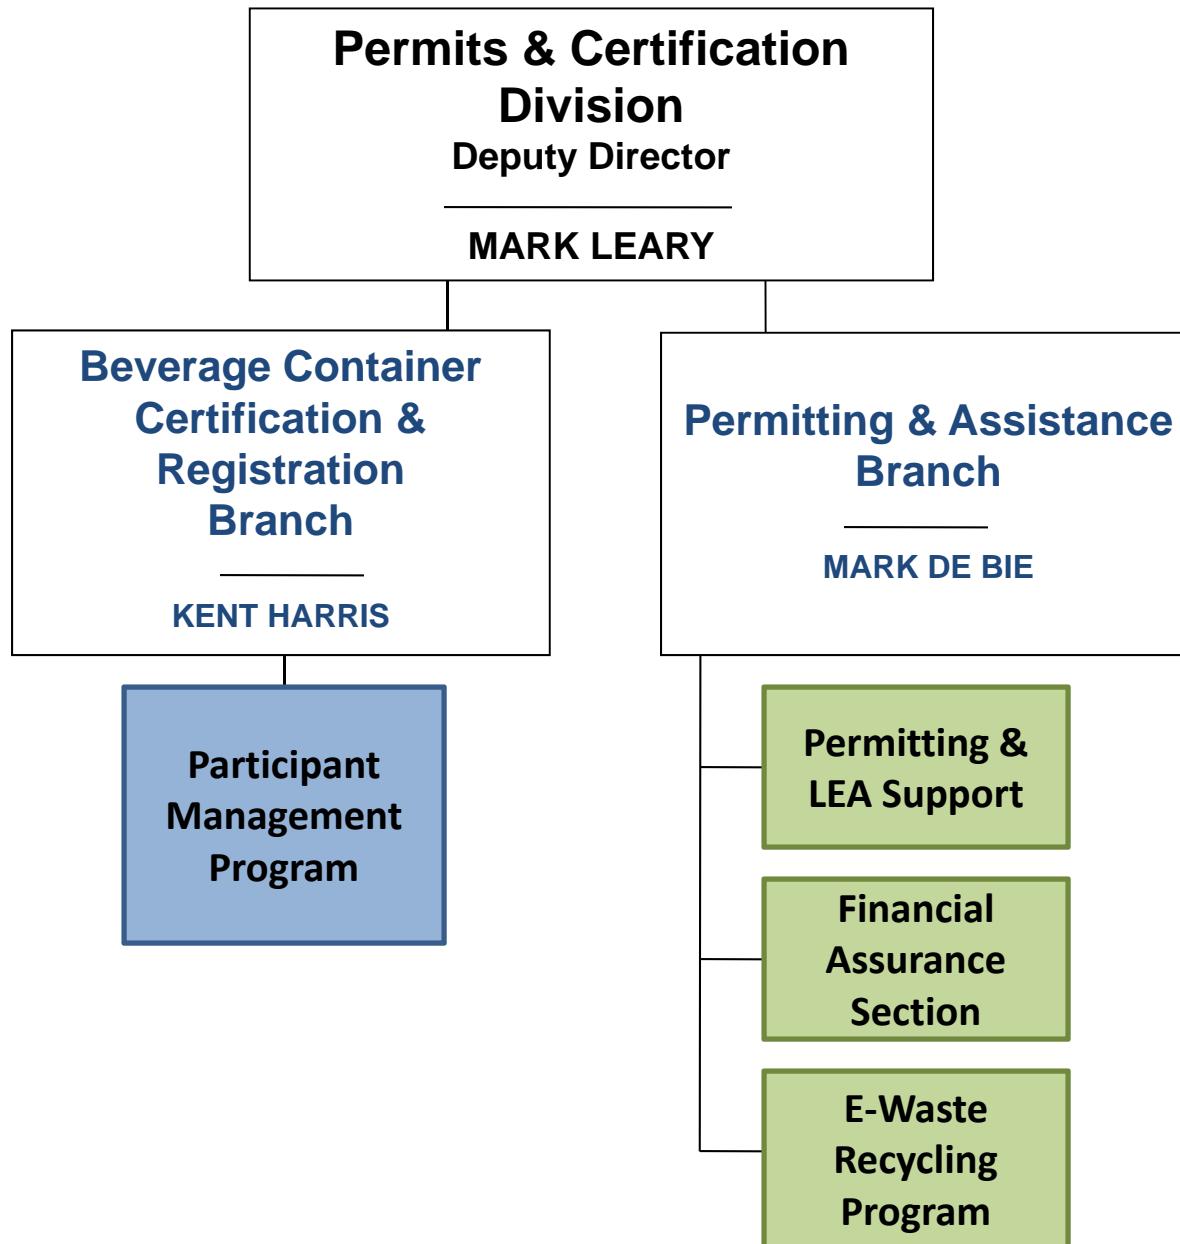 Permits & Certification
Division
Deputy Director
MARK LEARY
Beverage Container
Certification &
Registration
Branch
KENT HARRIS
Permitting & Assistance
Branch
MARK DE BIE
Participant
Management
Program
Permitting &
LEA Support
Financial
Assurance
Section
E-Waste
Recycling
Program